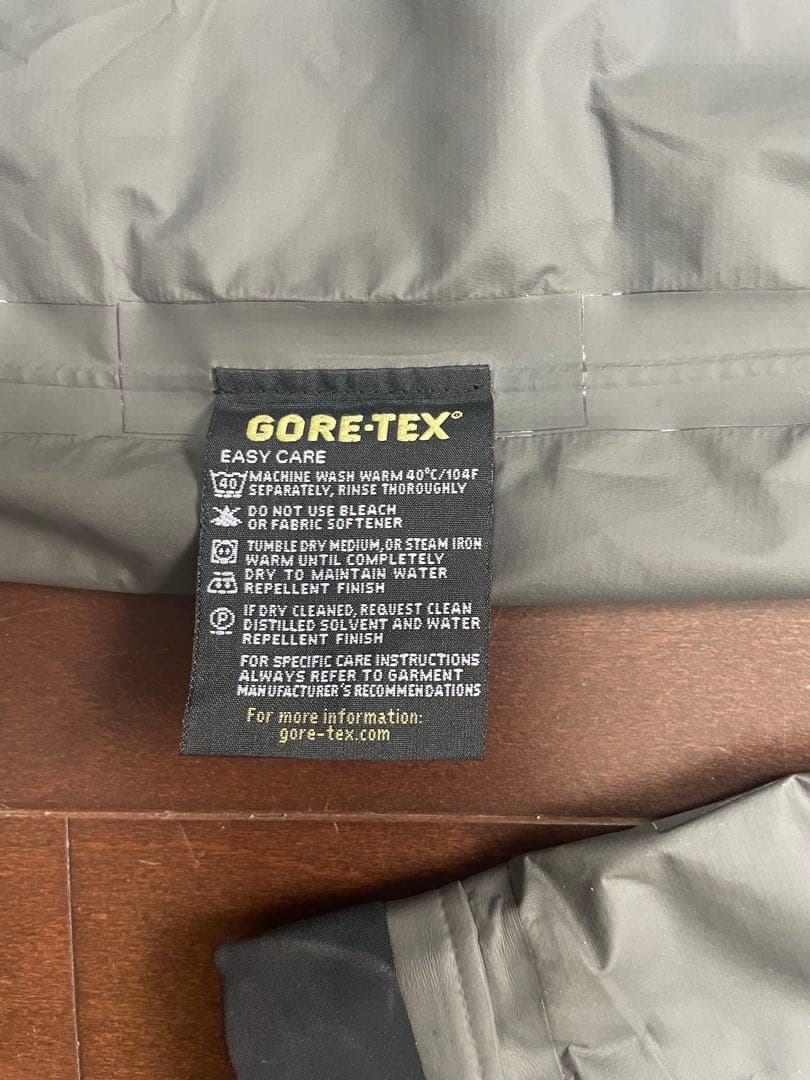 GORE-TEX®
EASY CARE
40 MACHINE WASH WARM 40°C/104F
SEPARATELY, RINSE THOROUGHLY
DO NOT USE BLEACH
OR FABRIC SOFTENER
TUMBLE DRY MEDIUM, OR STEAM IRON
WARM UNTIL COMPLETELY
DRY TO MAINTAIN WATER
REPELLENT FINISH
P IF DRY CLEANED, REQUEST CLEAN
DISTILLED SOLVENT AND WATER
REPELLENT FINISH
FOR SPECIFIC CARE INSTRUCTIONS
ALWAYS REFER TO GARMENT
MANUFACTURER'S RECOMMENDATIONS
For more information:
gore-tex.com